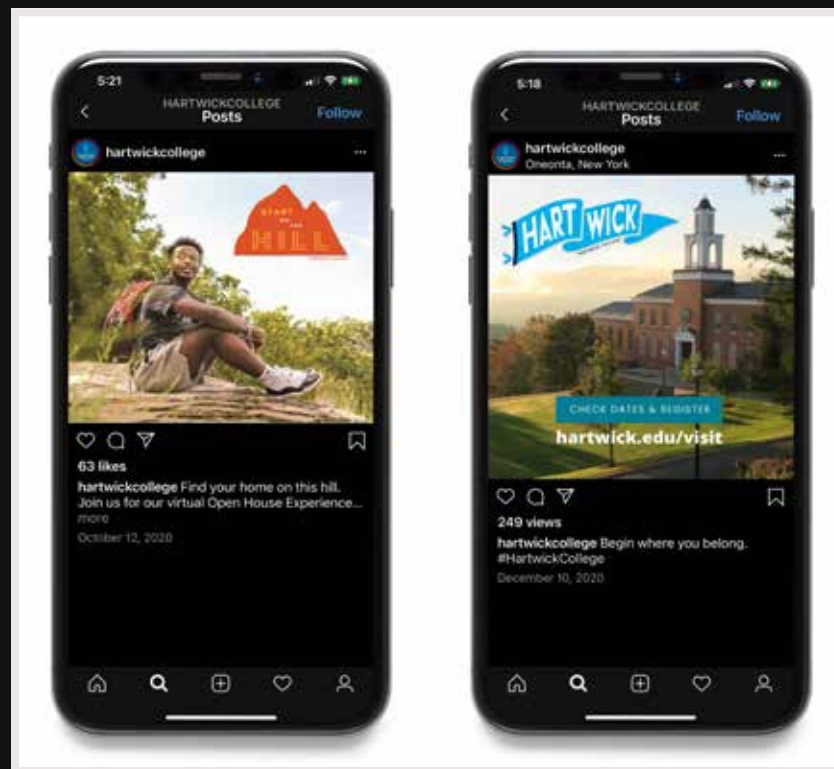 5:21
HARTWICKCOLLEGE
Posts
Follow
hartwickcollege
START
ON THE
HILL
63 likes
hartwickcollege Find your home on this hill.
Join us for our virtual Open House Experience...
more
October 12, 2020
5:18
HARTWICKCOLLEGE
Posts
Follow
hartwickcollege
Oneonta, New York
HARTWICK
CHECK DATES & REGISTER
hartwick.edu/visit
249 views
hartwickcollege Begin where you belong.
#HartwickCollege
December 10, 2020